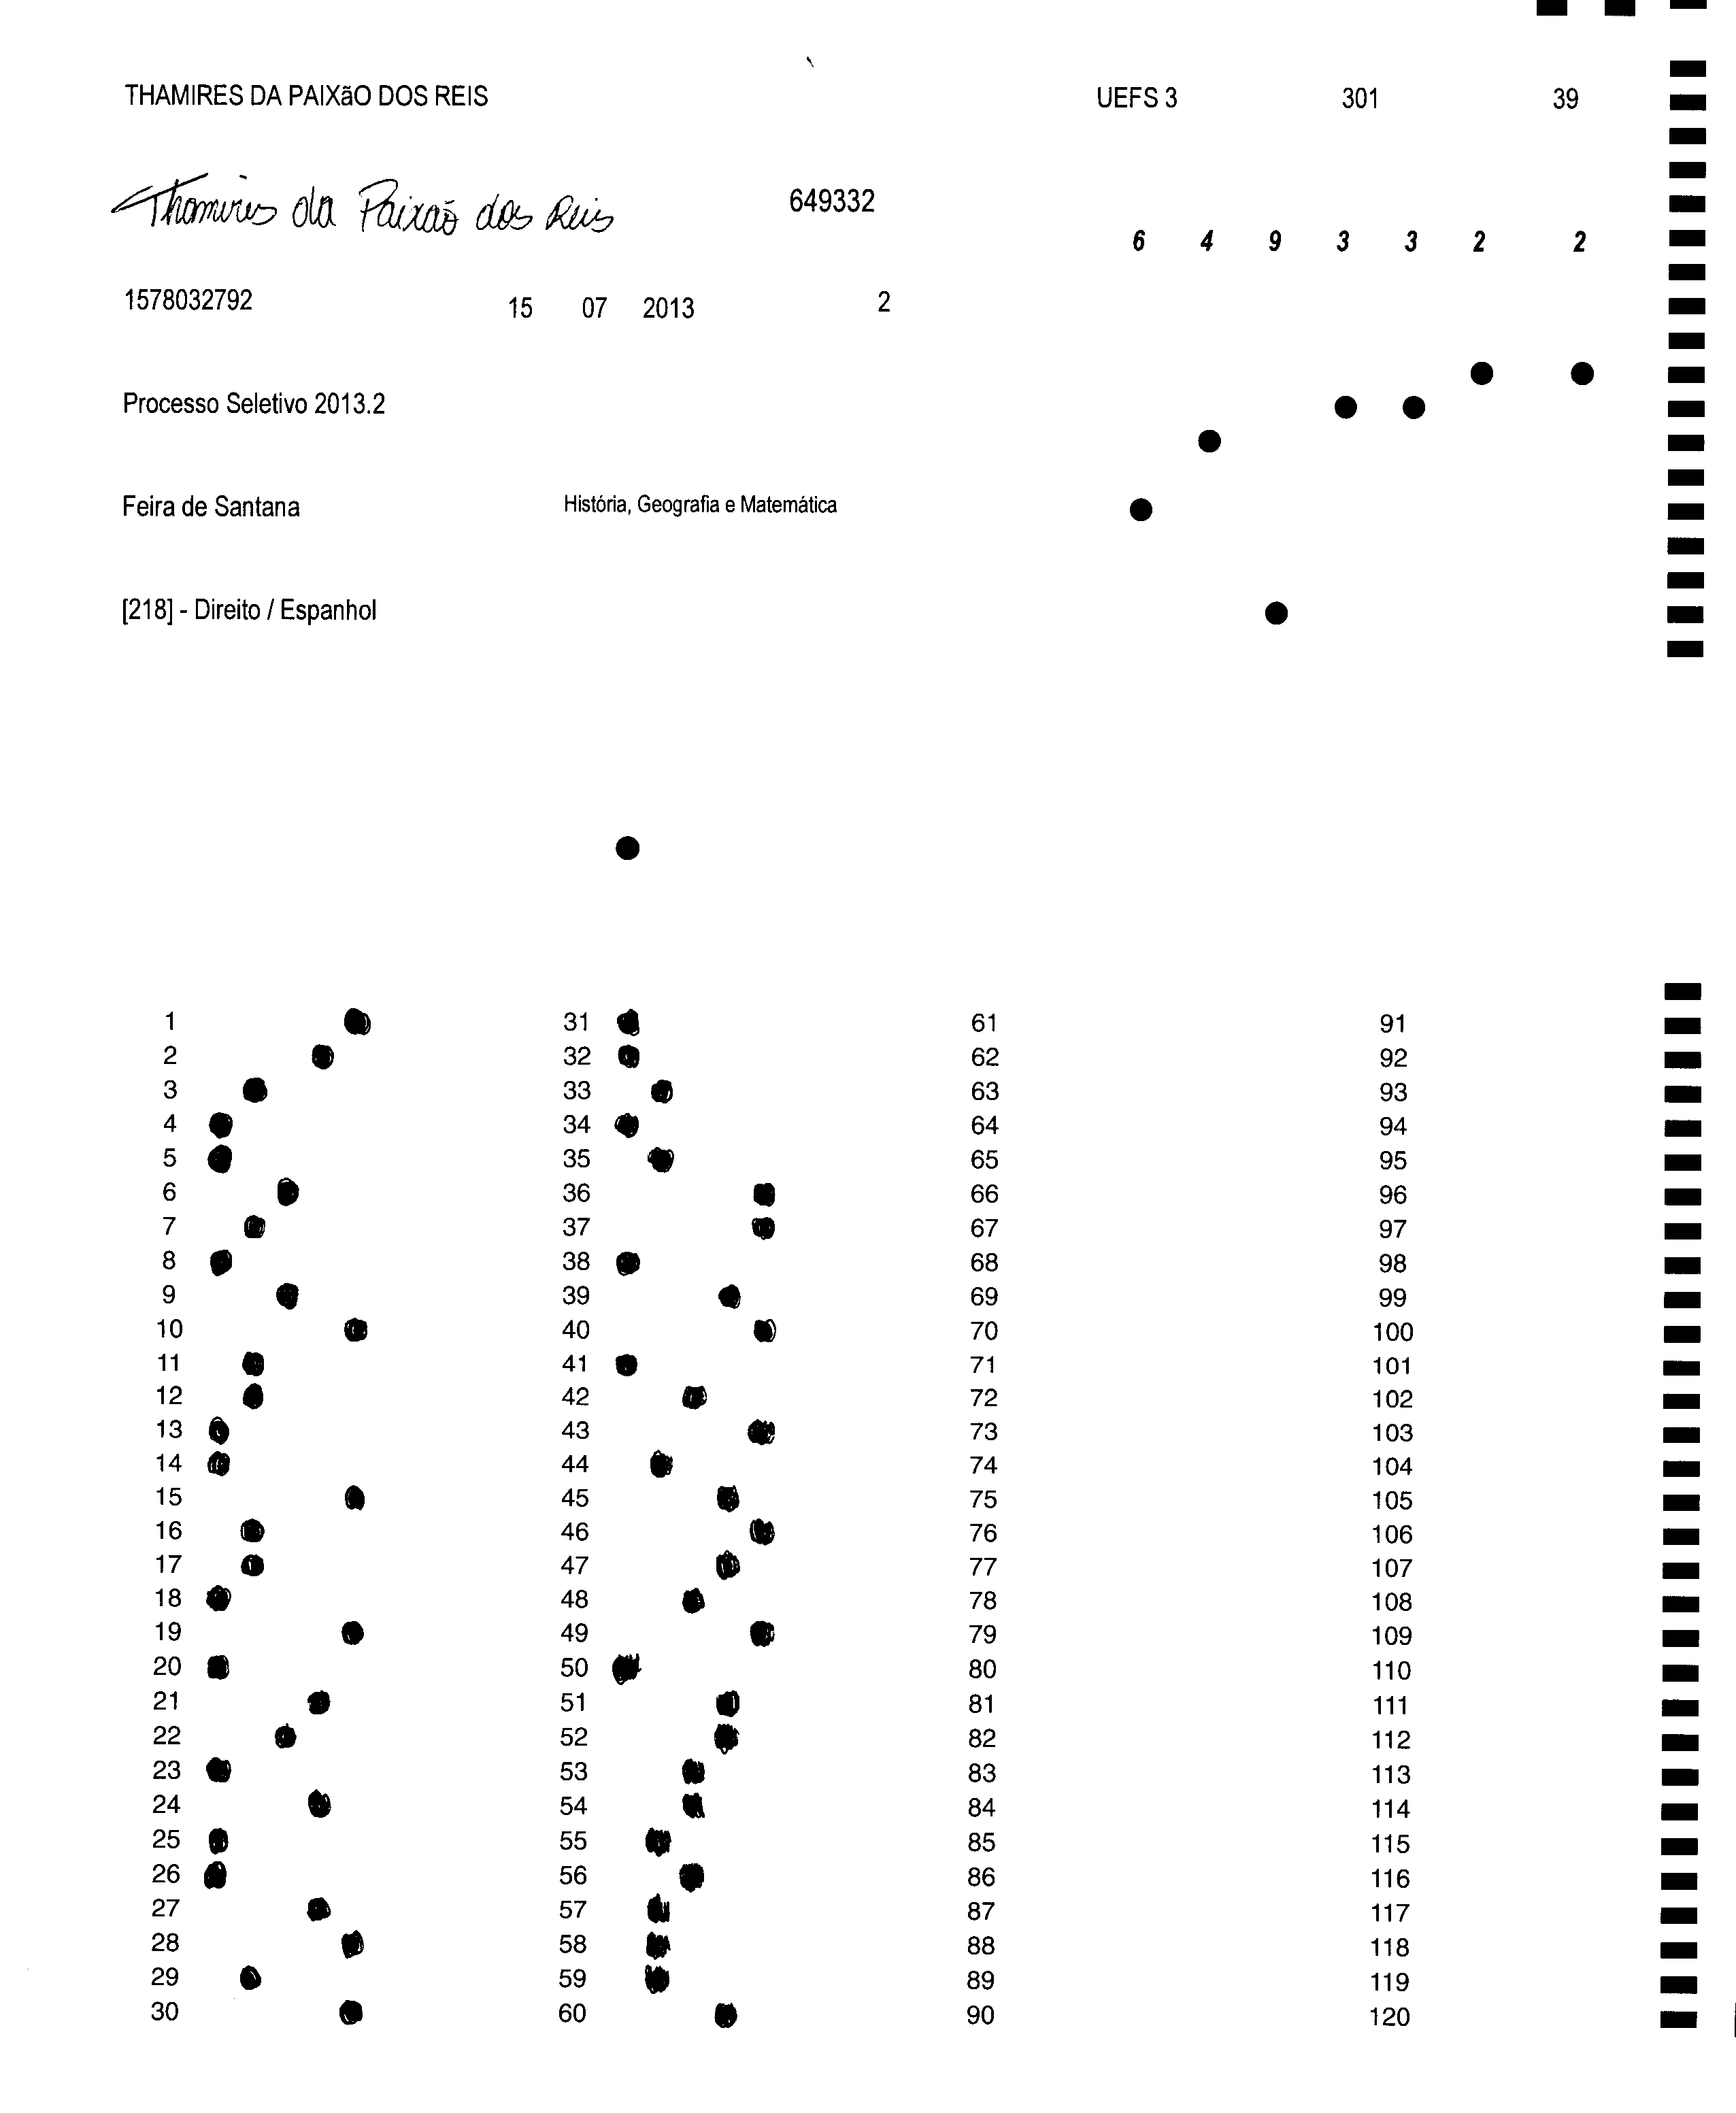 THAMIRES DA PAIXãO DOS REIS UEFS 3 301 39
Thamires da Paixão dos Reis 649332
6 4 9 3 3 2 2
1578032792 15 07 2013 2
Processo Seletivo 2013.2
Feira de Santana História, Geografia e Matemática
[218] - Direito / Espanhol
1 31 61 91
2 32 62 92
3 33 63 93
4 34 64 94
5 35 65 95
6 36 66 96
7 37 67 97
8 38 68 98
9 39 69 99
10 40 70 100
11 41 71 101
12 42 72 102
13 43 73 103
14 44 74 104
15 45 75 105
16 46 76 106
17 47 77 107
18 48 78 108
19 49 79 109
20 50 80 110
21 51 81 111
22 52 82 112
23 53 83 113
24 54 84 114
25 55 85 115
26 56 86 116
27 57 87 117
28 58 88 118
29 59 89 119
30 60 90 120